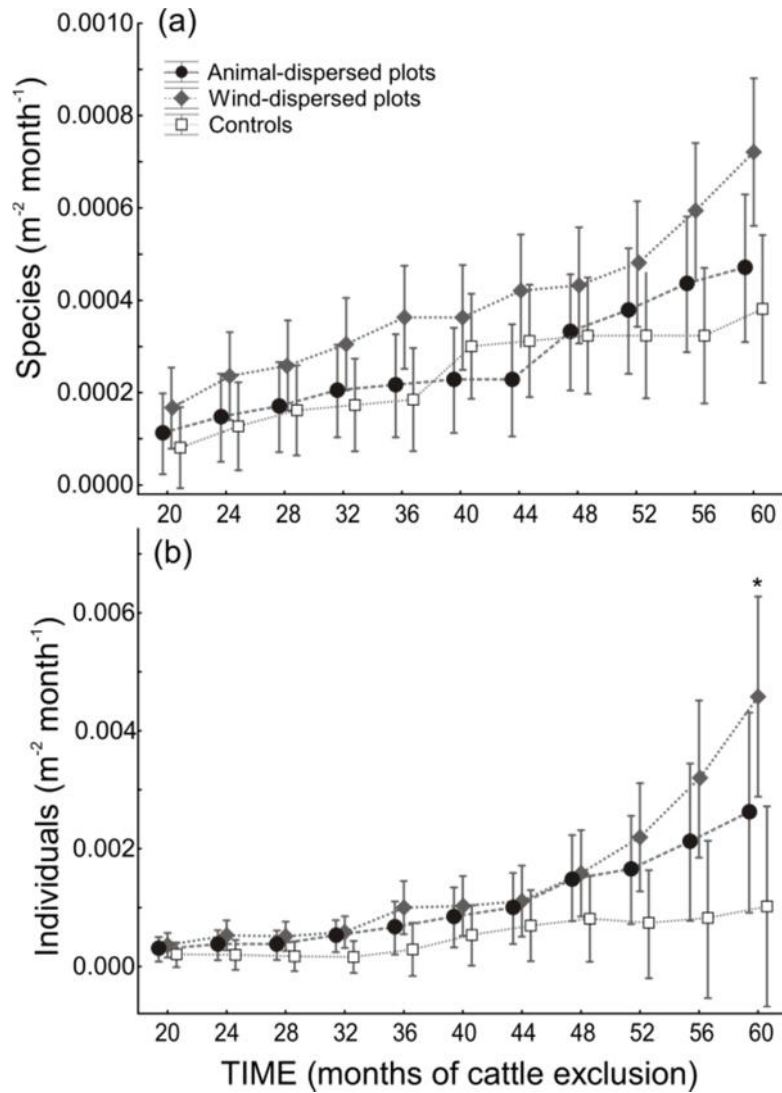 (a)
0.0010
0.0008
0.0006
0.0004
0.0002
0.0000
Species (m⁻² month⁻¹)
Animal-dispersed plots
Wind-dispersed plots
Controls
20 24 28 32 36 40 44 48 52 56 60
(b)
*
0.006
0.004
0.002
0.000
Individuals (m⁻² month⁻¹)
20 24 28 32 36 40 44 48 52 56 60
TIME (months of cattle exclusion)